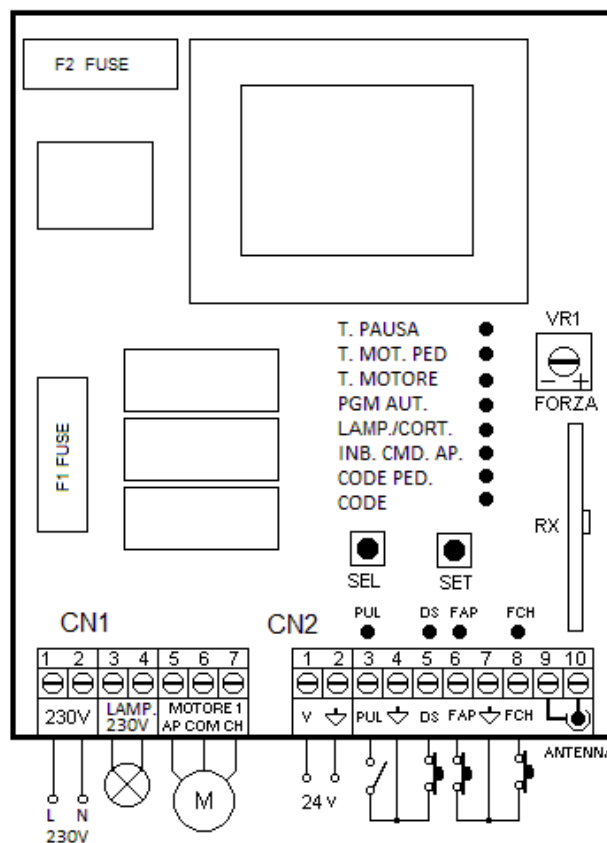 F2 FUSE
T. PAUSA
T. MOT. PED
T. MOTORE
PGM AUT.
LAMP./CORT.
INB. CMD. AP.
CODE PED.
CODE
VR1
- +
FORZA
F1 FUSE
RX
SEL
SET
CN1
CN2
PUL DS FAP FCH
1 2 3 4 5 6 7
1 2 3 4 5 6 7 8 9 10
230V
LAMP.
230V
MOTORE 1
AP COM CH
V PUL DS FAP FCH
ANTENNA
L N
230V
M
24 V